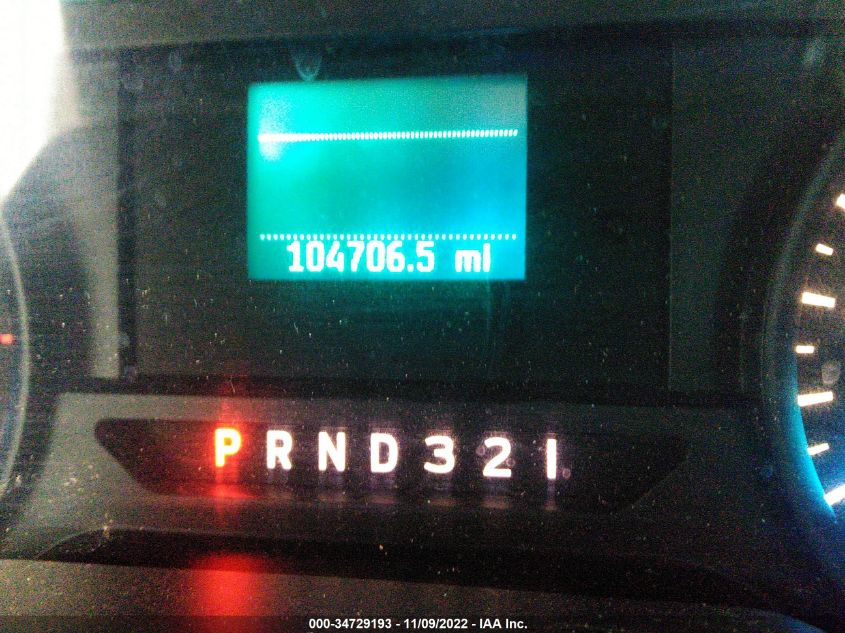 104706.5 mi
P R N D 3 2 1
000-34729193 - 11/09/2022 - IAA Inc.